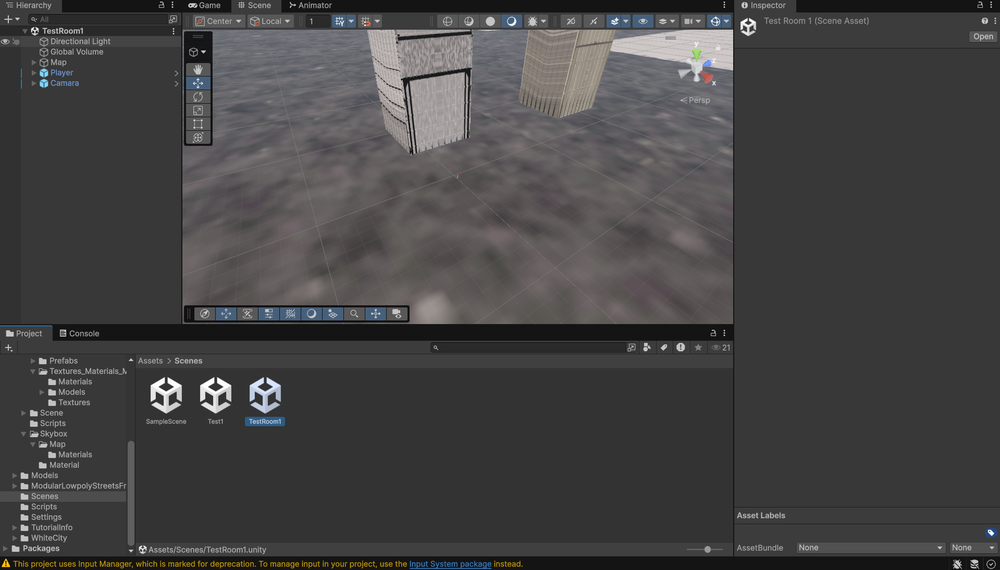 Hierarchy
All
TestRoom1
Directional Light
Global Volume
Map
Player
Camara
Game
Scene
Animator
Center
Local
1
2D
y
z
x
Persp
Inspector
Test Room 1 (Scene Asset)
Open
Project
Console
21
Prefabs
Textures_Materials_M
Materials
Models
Textures
Scene
Scripts
Skybox
Map
Materials
Material
Models
ModularLowpolyStreetsFr
Scenes
Scripts
Settings
TutorialInfo
WhiteCity
Packages
Assets > Scenes
SampleScene
Test1
TestRoom1
Assets/Scenes/TestRoom1.unity
Asset Labels
AssetBundle None None
This project uses Input Manager, which is marked for deprecation. To manage input in your project, use the Input System package instead.